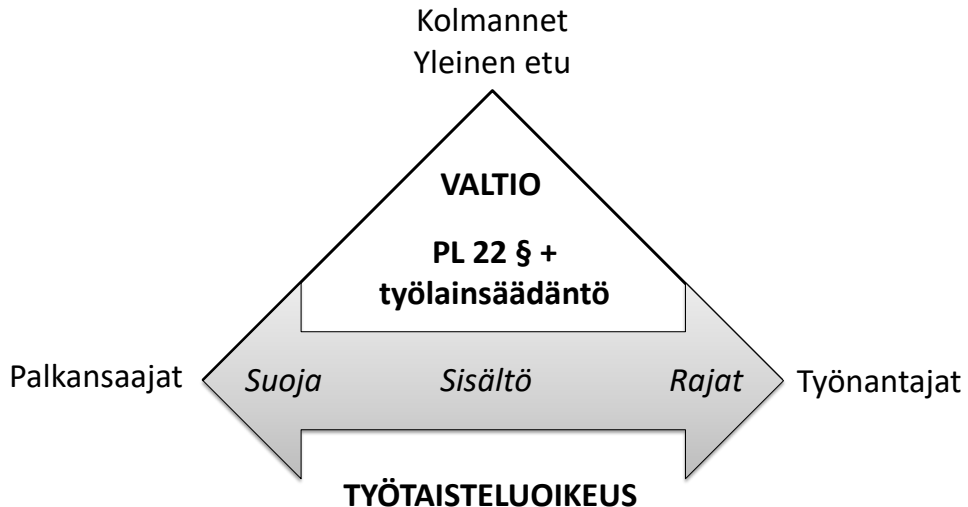 Kolmannet
Yleinen etu
VALTIO
PL 22 § +
työlainsäädäntö
Palkansaajat
Suoja
Sisältö
Rajat
Työnantajat
TYÖTAISTELUOIKEUS